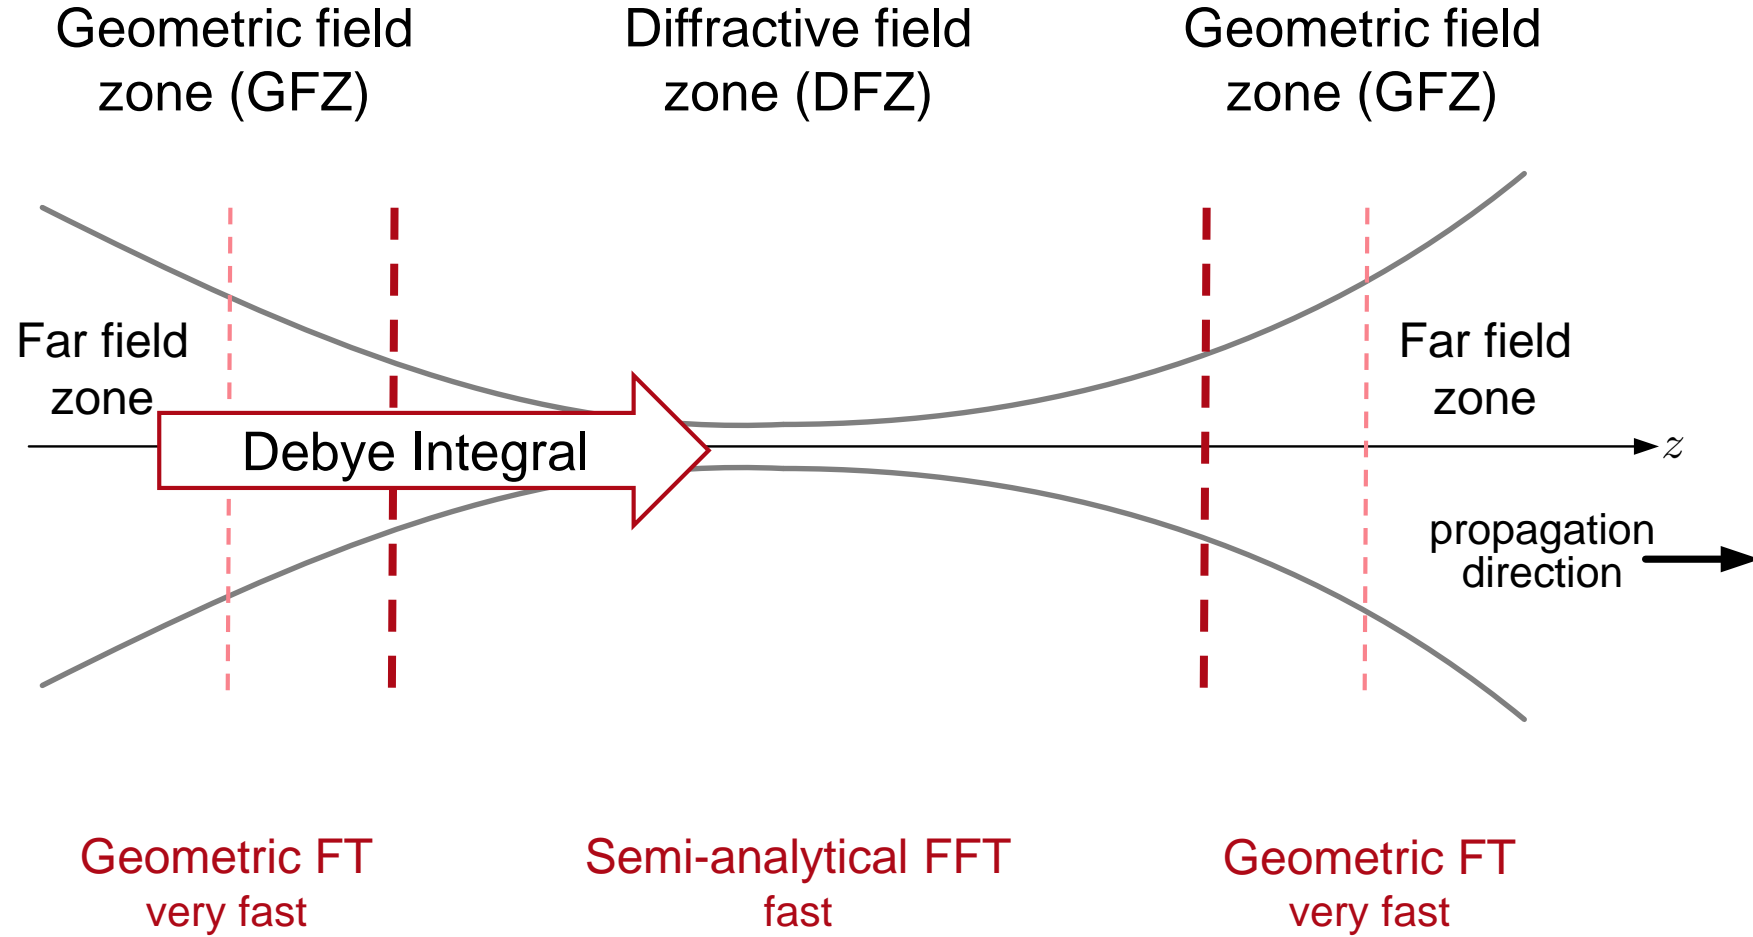 Geometric field
zone (GFZ)
Diffractive field
zone (DFZ)
Geometric field
zone (GFZ)
Far field
zone
Far field
zone
Debye Integral
z
propagation
direction
Geometric FT
very fast
Semi-analytical FFT
fast
Geometric FT
very fast